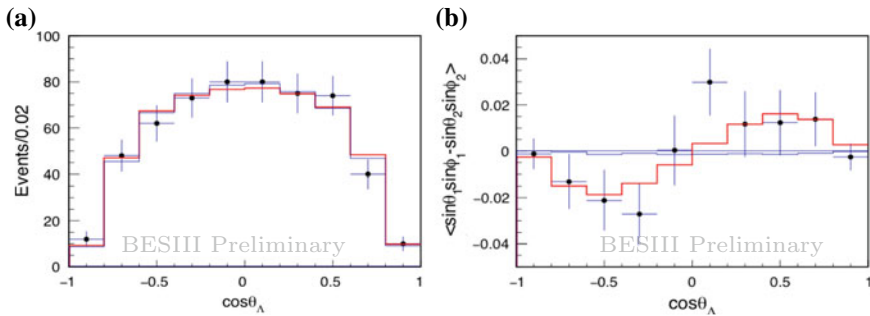 (a)
100
80
60
40
20
0
Events/0.02
BESIII Preliminary
-1 -0.5 0 0.5 1
cosθ_Λ
(b)
0.04
0.02
0
-0.02
-0.04
<sinθ₁sinφ₁-sinθ₂sinφ₂>
BESIII Preliminary
-1 -0.5 0 0.5 1
cosθ_Λ